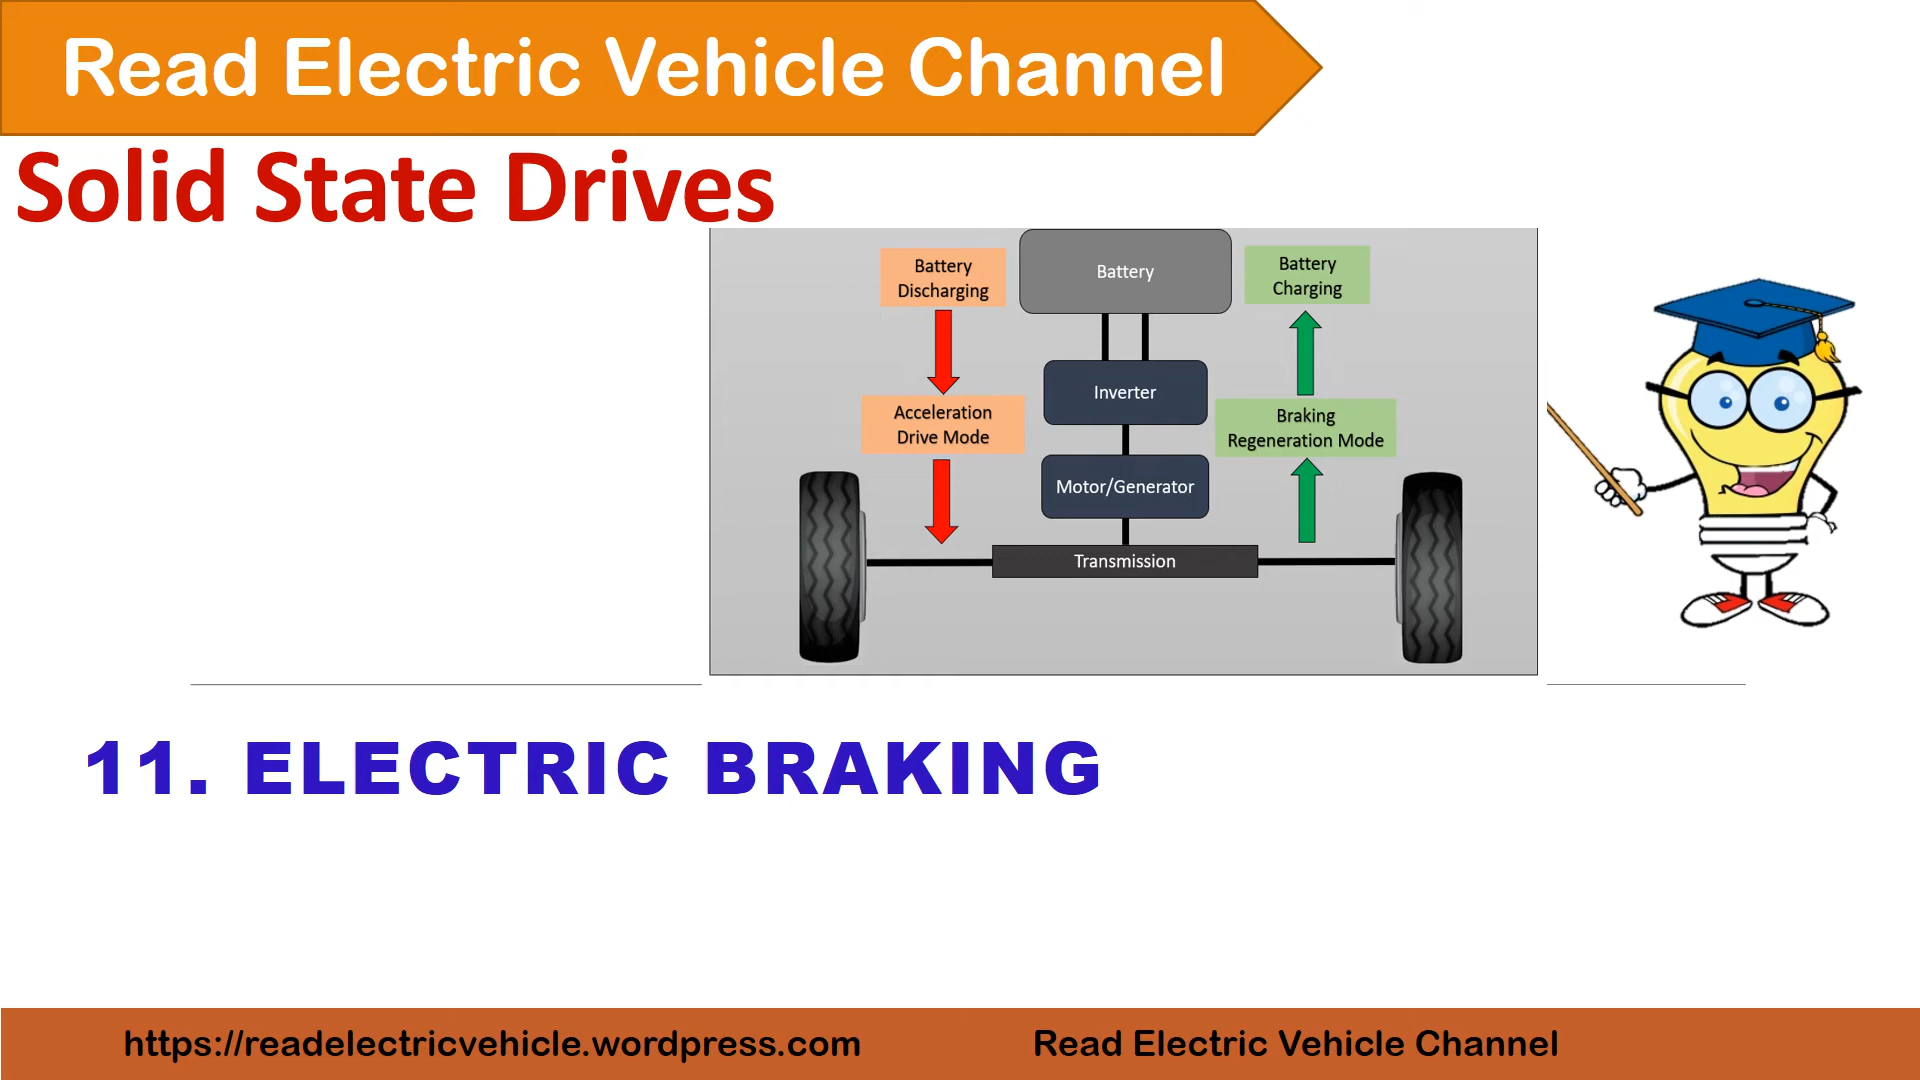 Read Electric Vehicle Channel
Solid State Drives
Battery
Discharging
Battery
Battery
Charging
Inverter
Acceleration
Drive Mode
Braking
Regeneration Mode
Motor/Generator
Transmission
11. ELECTRIC BRAKING
https://readelectricvehicle.wordpress.com
Read Electric Vehicle Channel